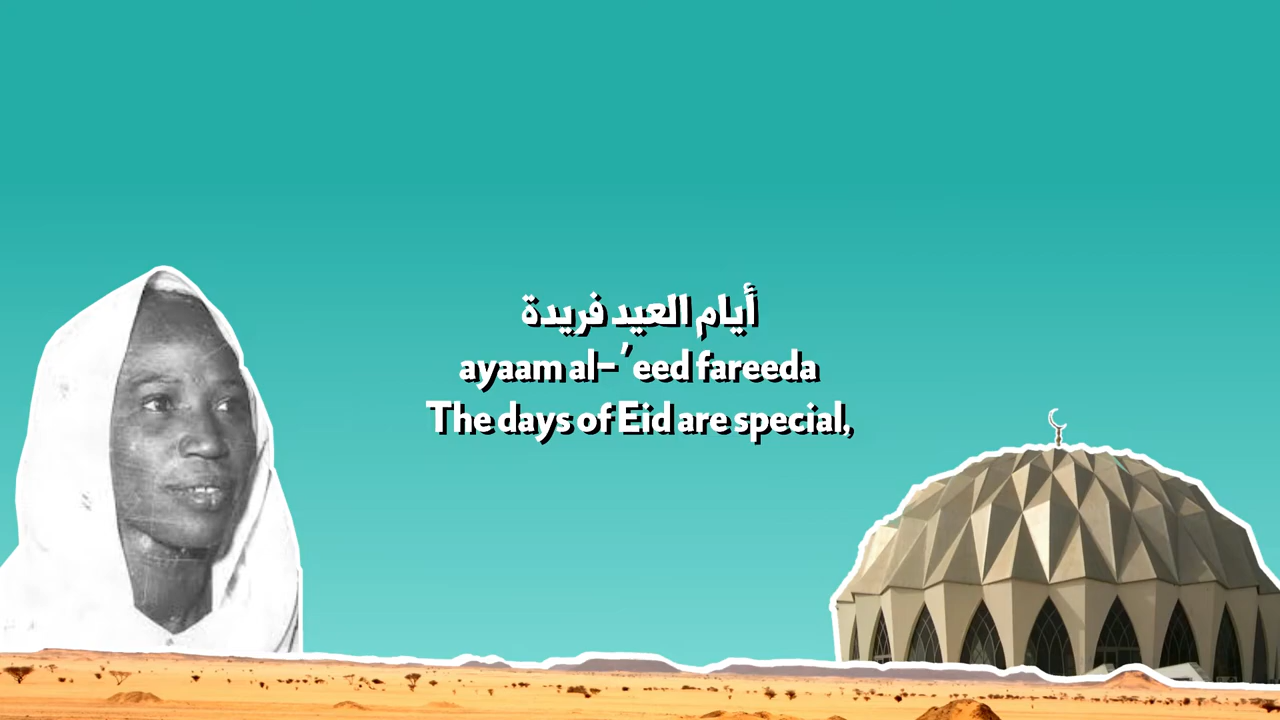 أيام العيد فريدة
ayaam al-'eed fareeda
The days of Eid are special,